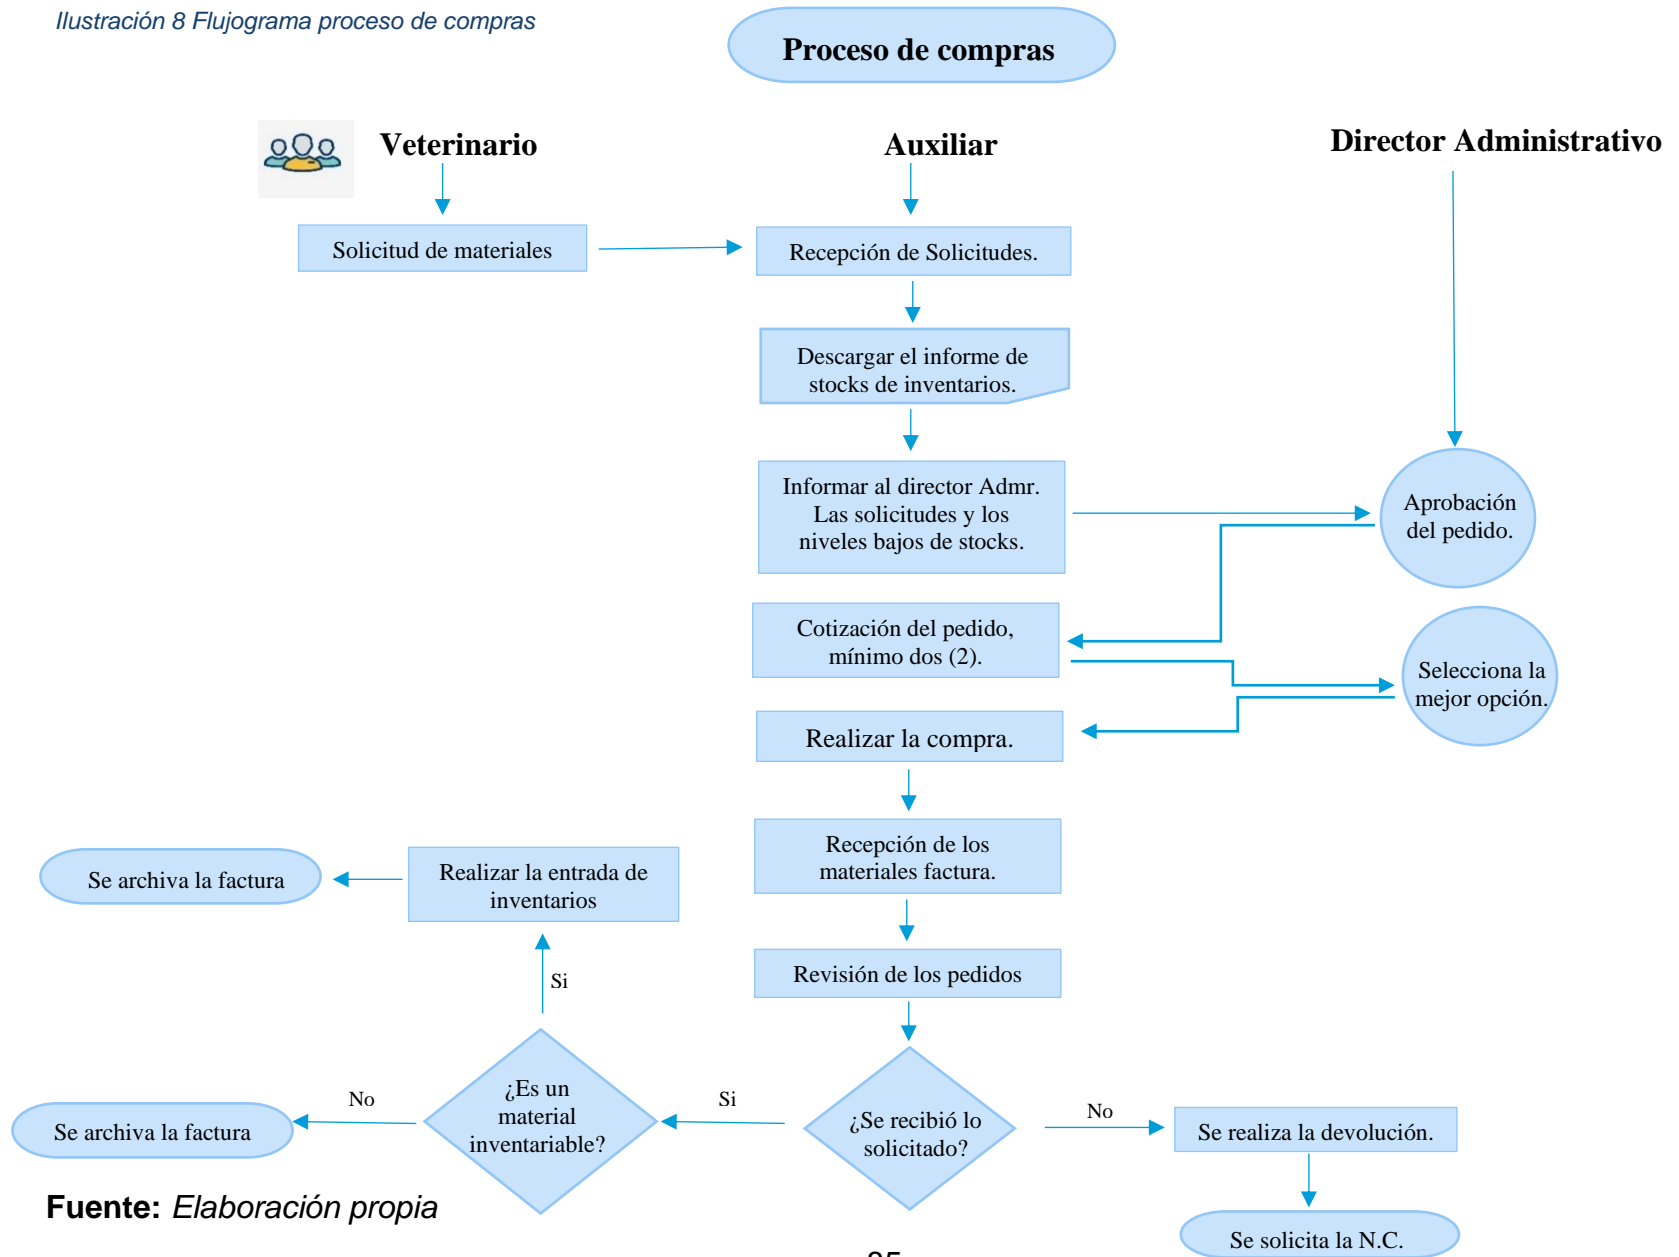 Ilustración 8 Flujograma proceso de compras
Proceso de compras
Veterinario
Auxiliar
Director Administrativo
Solicitud de materiales
Recepción de Solicitudes.
Descargar el informe de
stocks de inventarios.
Informar al director Admr.
Las solicitudes y los
niveles bajos de stocks.
Aprobación
del pedido.
Cotización del pedido,
mínimo dos (2).
Selecciona la
mejor opción.
Realizar la compra.
Recepción de los
materiales factura.
Realizar la entrada de
inventarios
Se archiva la factura
Revisión de los pedidos
Si
¿Es un
material
inventariable?
No
Se archiva la factura
Si
¿Se recibió lo
solicitado?
No
Se realiza la devolución.
Se solicita la N.C.
Fuente: Elaboración propia